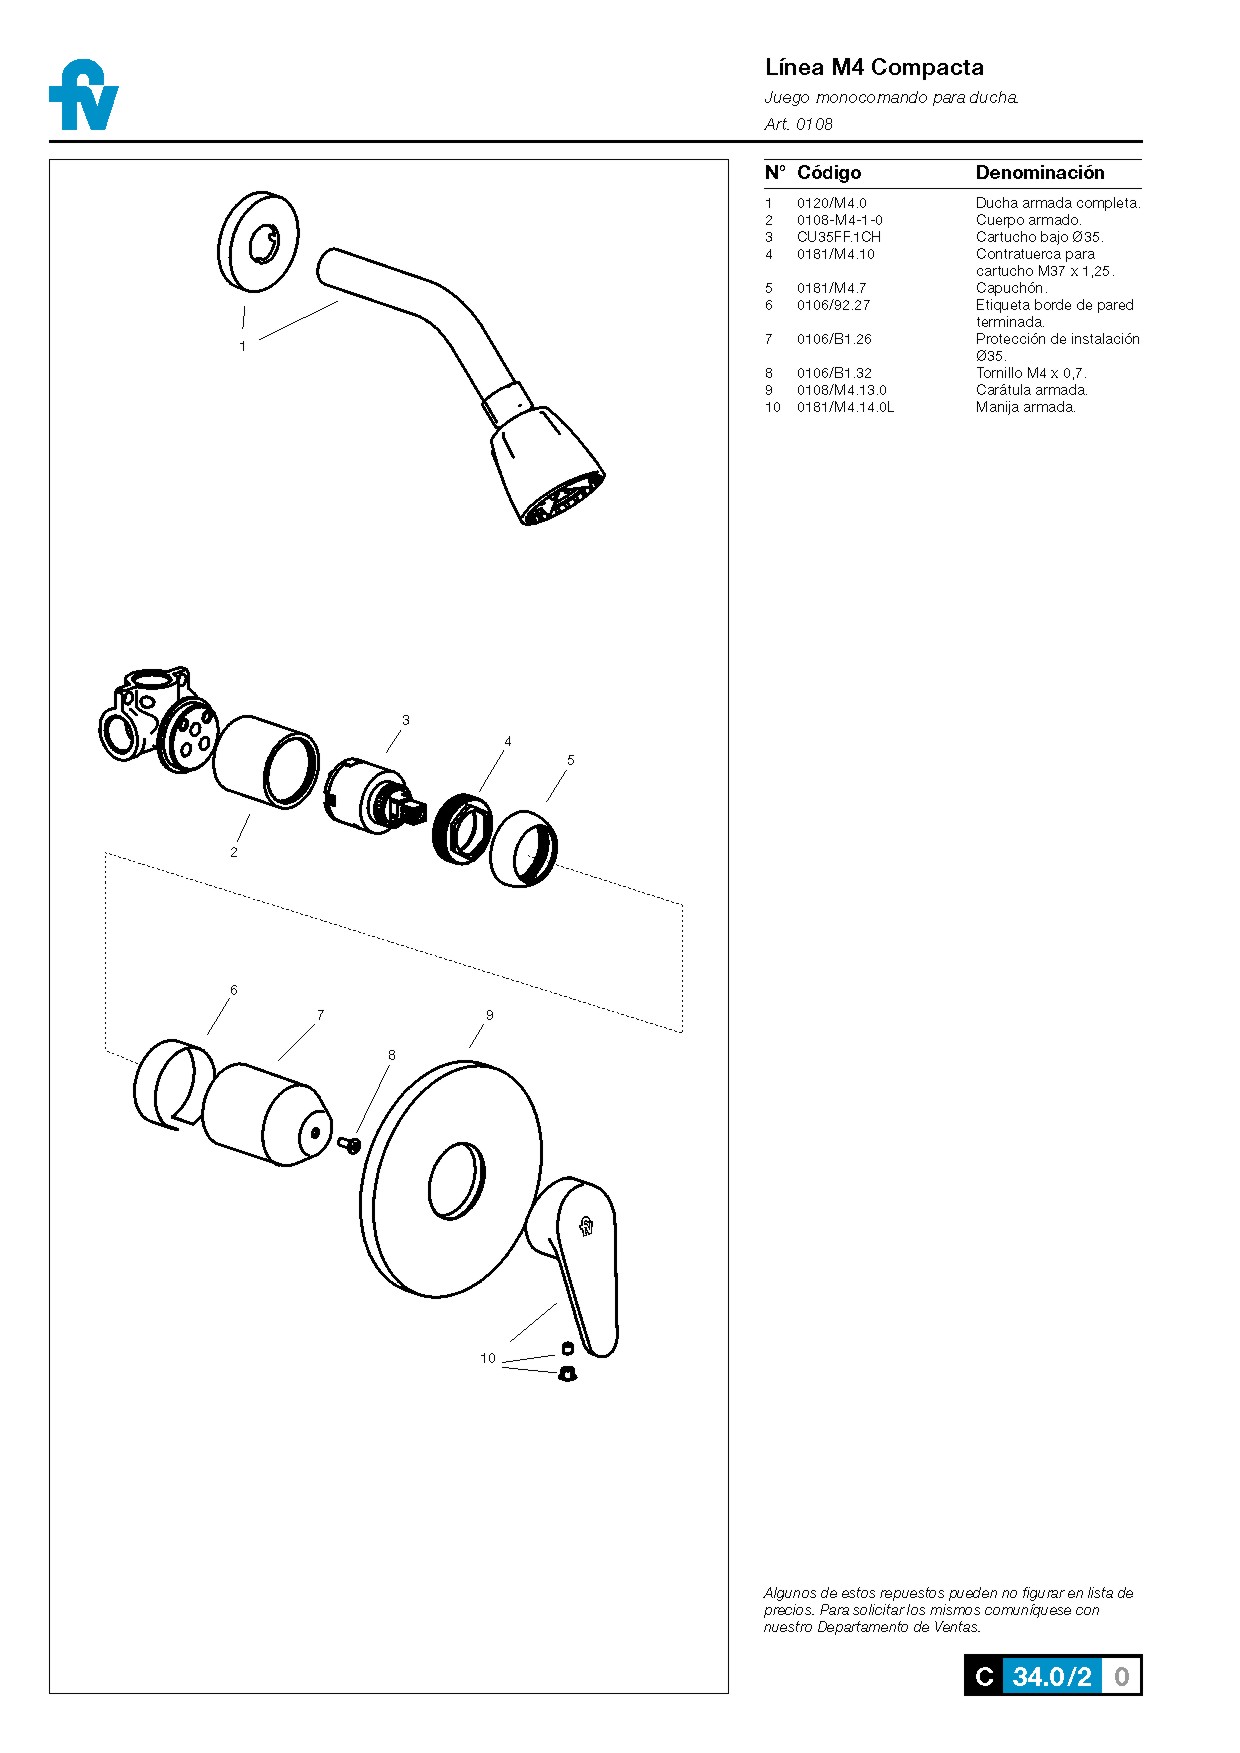 fv
Línea M4 Compacta
Juego monocomando para ducha.
Art. 0108
N° Código Denominación
1 0120/M4.0 Ducha armada completa.
2 0108-M4-1-0 Cuerpo armado.
3 CU35FF.1CH Cartucho bajo Ø35.
4 0181/M4.10 Contratuerca para
cartucho M37 x 1,25.
5 0181/M4.7 Capuchón.
6 0106/92.27 Etiqueta borde de pared
terminada.
7 0106/B1.26 Protección de instalación
Ø35.
8 0106/B1.32 Tornillo M4 x 0,7.
9 0108/M4.13.0 Carátula armada.
10 0181/M4.14.0L Manija armada.
1
3
4
5
2
6
7
9
8
fv
10
Algunos de estos repuestos pueden no figurar en lista de
precios. Para solicitar los mismos comuníquese con
nuestro Departamento de Ventas.
C 34.0/2 0